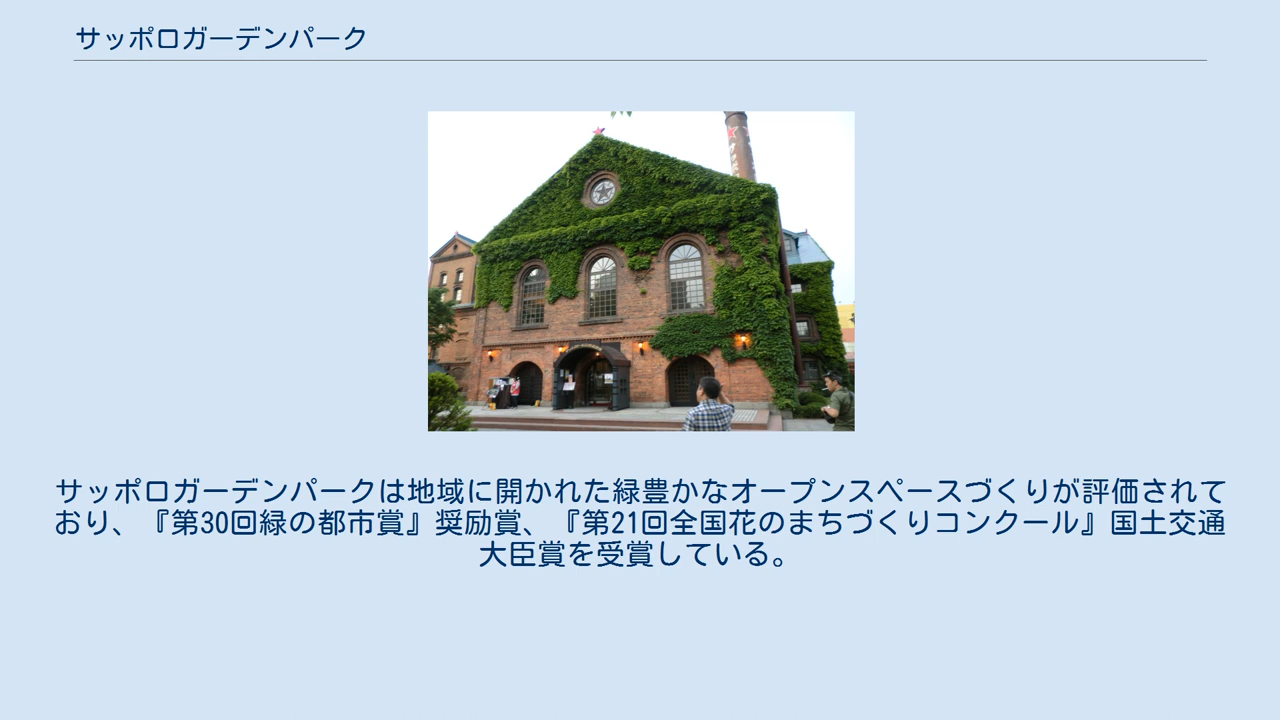 サッポロガーデンパーク
サッポロガーデンパークは地域に開かれた緑豊かなオープンスペースづくりが評価されて
おり、『第30回緑の都市賞』奨励賞、『第21回全国花のまちづくりコンクール』国土交通
大臣賞を受賞している。